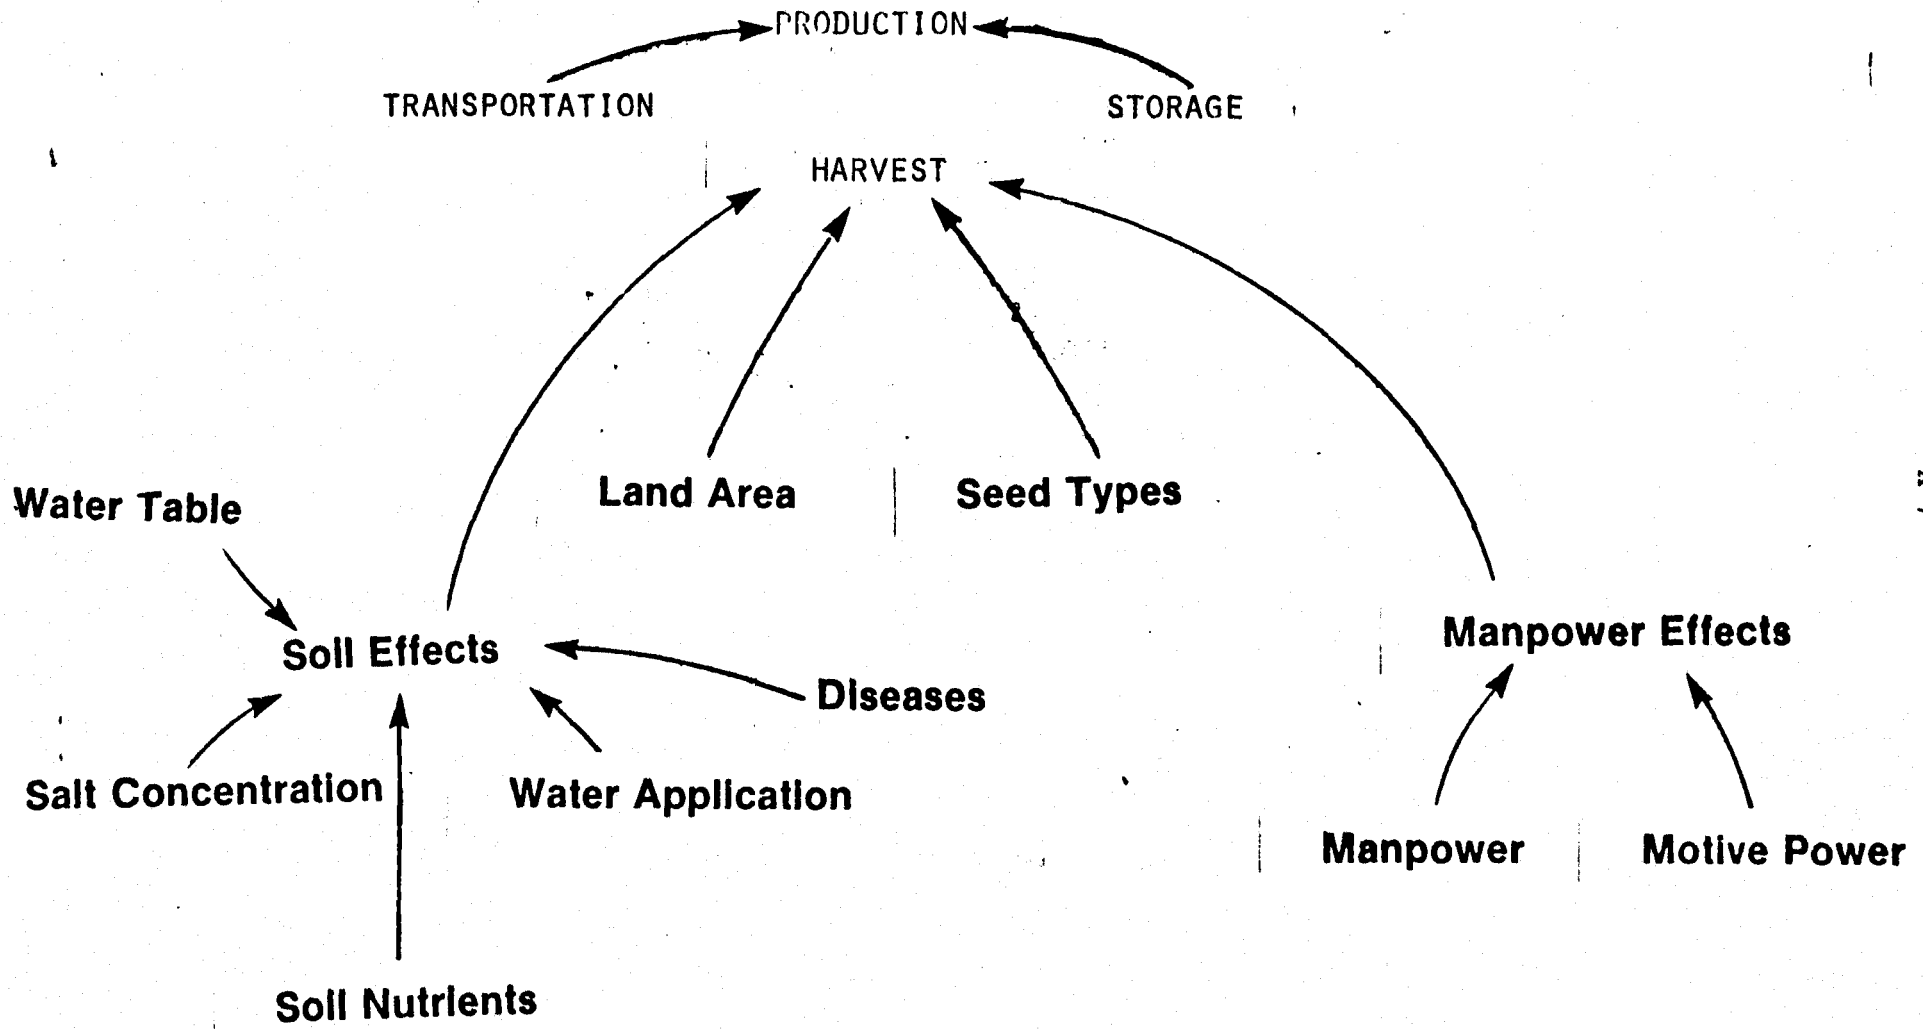 PRODUCTION
TRANSPORTATION
STORAGE
HARVEST
Land Area
Seed Types
Water Table
Soil Effects
Manpower Effects
Diseases
Salt Concentration
Water Application
Manpower
Motive Power
Soil Nutrients